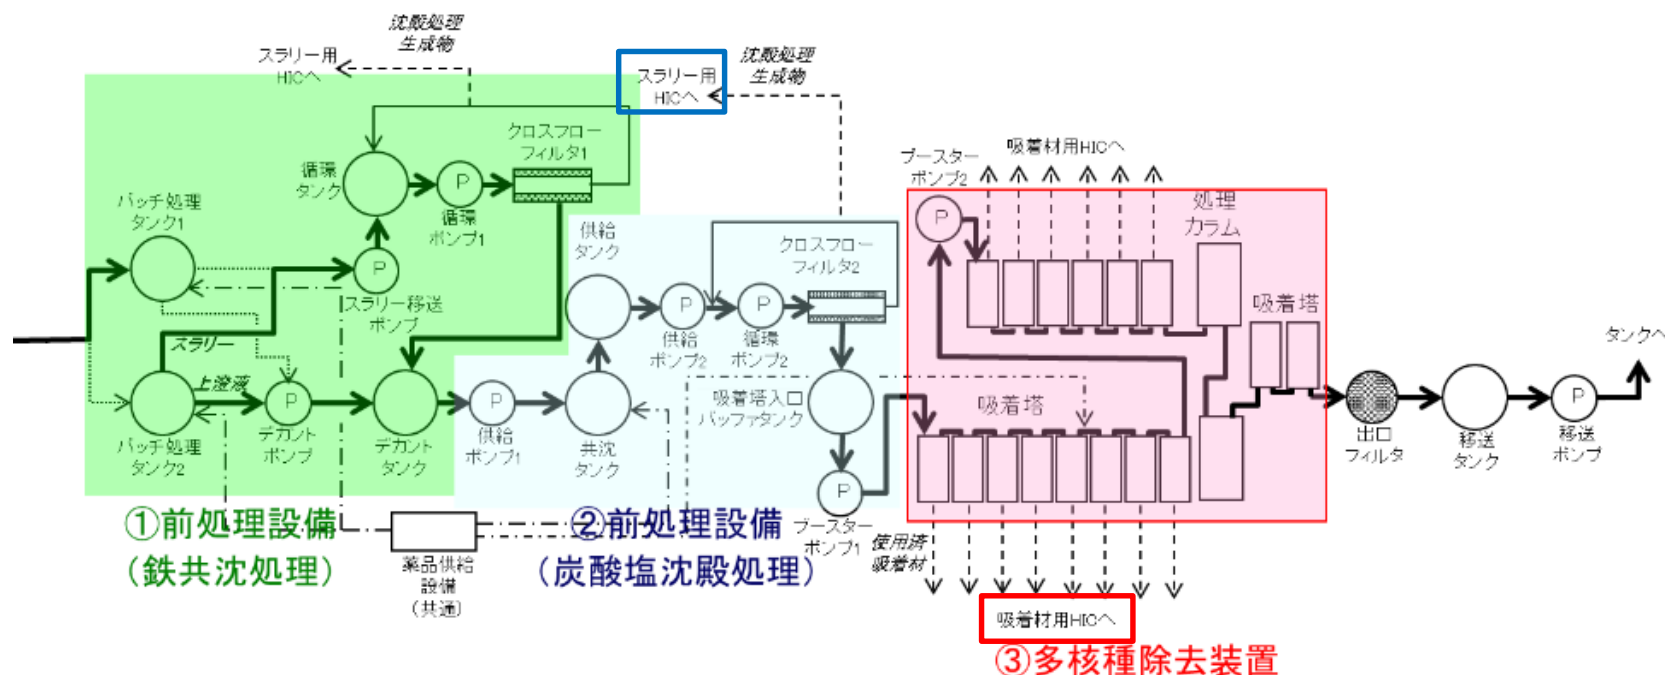 沈殿処理
生成物
スラリー用
HICへ
スラリー用
HICへ
沈殿処理
生成物
クロスフロー
フィルタ1
循環
タンク
P
循環
ポンプ1
バッチ処理
タンク1
P
スラリー移送
ポンプ
スラリー
上澄液
バッチ処理
タンク2
P
デカント
ポンプ
デカント
タンク
供給
タンク
クロスフロー
フィルタ2
P
供給
ポンプ2
P
循環
ポンプ2
P
供給
ポンプ1
共沈
タンク
吸着塔入口
バッファタンク
P
ブースター
ポンプ1
ブースター
ポンプ2
P
吸着材用HICへ
処理
カラム
吸着塔
吸着塔
使用済
吸着材
吸着材用HICへ
出口
フィルタ
移送
タンク
P
移送
ポンプ
タンクへ
薬品供給
設備
(共通)
①前処理設備
(鉄共沈処理)
②前処理設備
(炭酸塩沈殿処理)
③多核種除去装置